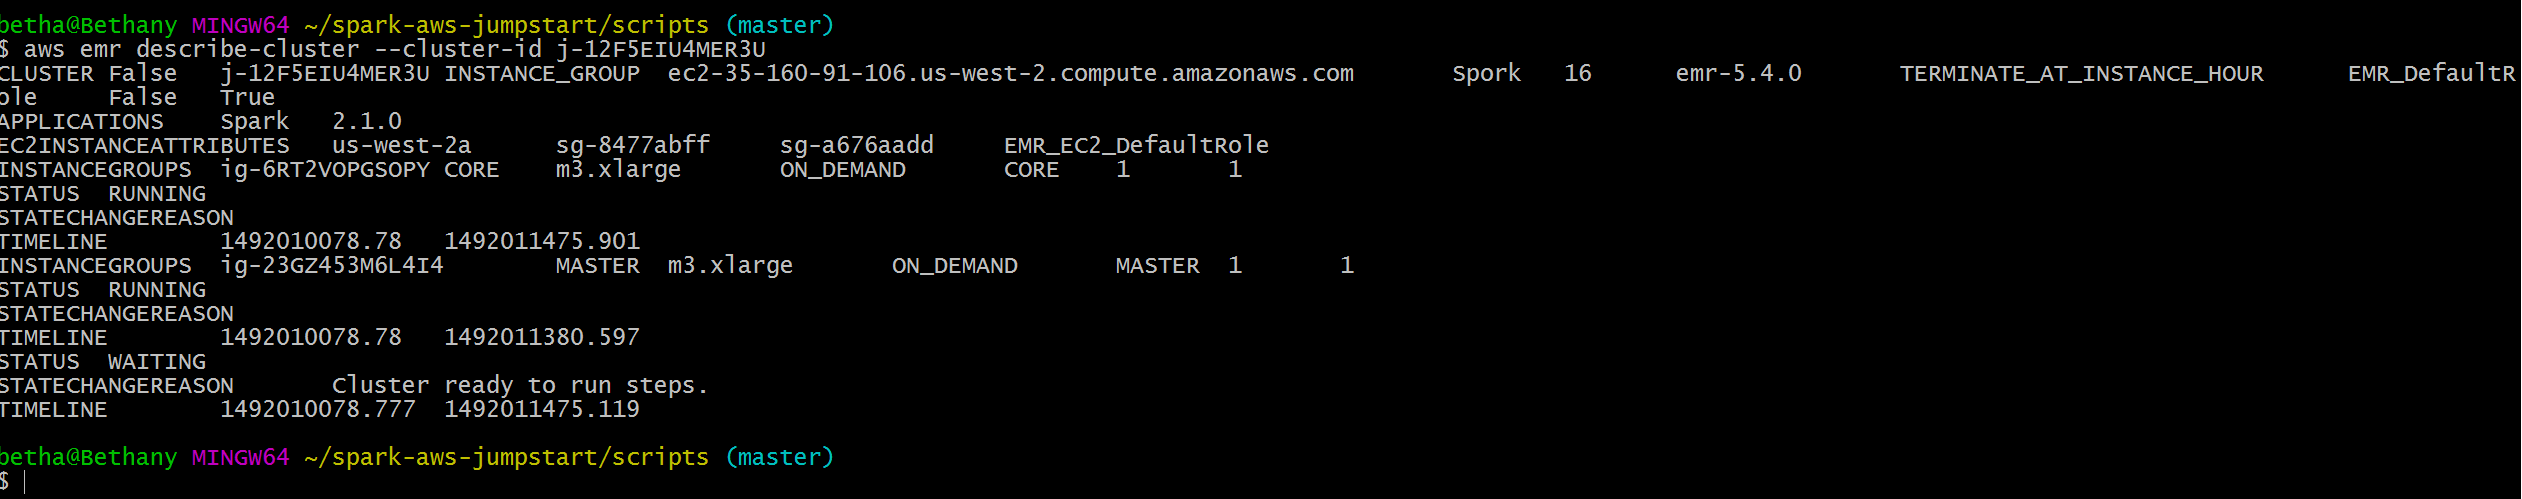 betha@Bethany MINGW64 ~/spark-aws-jumpstart/scripts (master)
$ aws emr describe-cluster --cluster-id j-12F5EIU4MER3U
CLUSTER False   j-12F5EIU4MER3U INSTANCE_GROUP  ec2-35-160-91-106.us-west-2.compute.amazonaws.com       Spork   16      emr-5.4.0       TERMINATE_AT_INSTANCE_HOUR      EMR_DefaultR
ole     False   True
APPLICATIONS    Spark   2.1.0
EC2INSTANCEATTRIBUTES   us-west-2a      sg-8477abff     sg-a676aadd     EMR_EC2_DefaultRole
INSTANCEGROUPS  ig-6RT2VOPGSOPY CORE    m3.xlarge       ON_DEMAND       CORE    1       1
STATUS  RUNNING
STATECHANGEREASON
TIMELINE        1492010078.78   1492011475.901
INSTANCEGROUPS  ig-23GZ453M6L4I4        MASTER  m3.xlarge       ON_DEMAND       MASTER  1       1
STATUS  RUNNING
STATECHANGEREASON
TIMELINE        1492010078.78   1492011380.597
STATUS  WAITING
STATECHANGEREASON       Cluster ready to run steps.
TIMELINE        1492010078.777  1492011475.119
betha@Bethany MINGW64 ~/spark-aws-jumpstart/scripts (master)
$